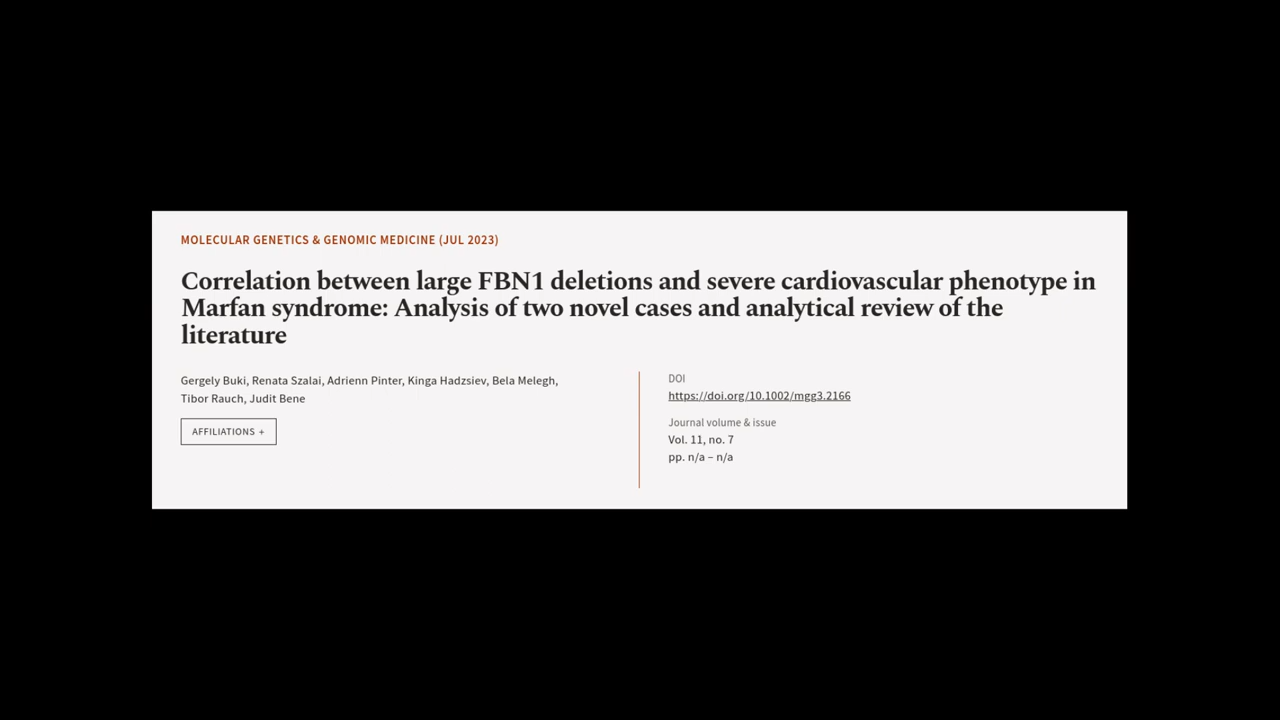 MOLECULAR GENETICS & GENOMIC MEDICINE (JUL 2023)
Correlation between large FBN1 deletions and severe cardiovascular phenotype in
Marfan syndrome: Analysis of two novel cases and analytical review of the
literature
Gergely Buki, Renata Szalai, Adrienn Pinter, Kinga Hadzsiev, Bela Melegh,
Tibor Rauch, Judit Bene
AFFILIATIONS +
DOI
https://doi.org/10.1002/mgg3.2166
Journal volume & issue
Vol. 11, no. 7
pp. n/a – n/a